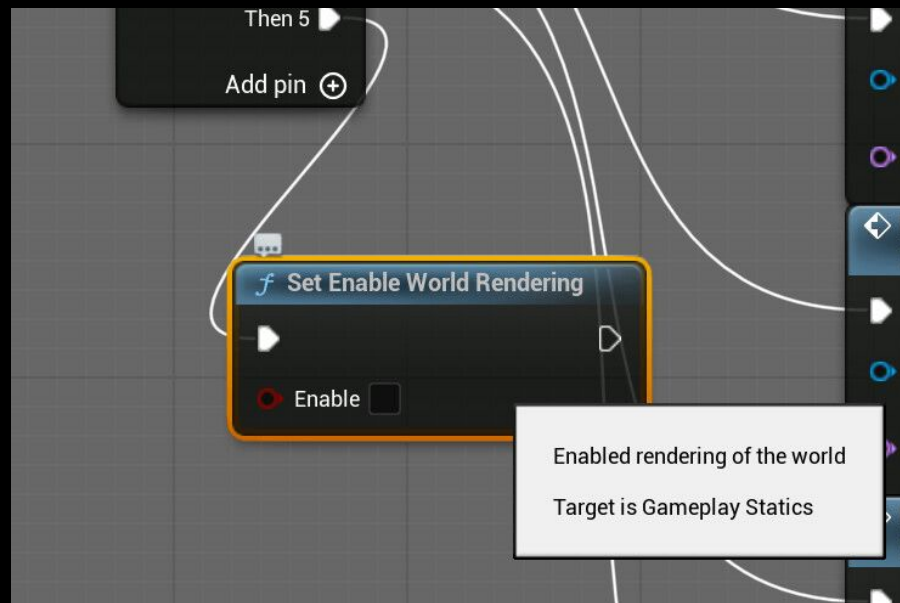 Then 5
Add pin
Set Enable World Rendering
Enable
Enabled rendering of the world
Target is Gameplay Statics